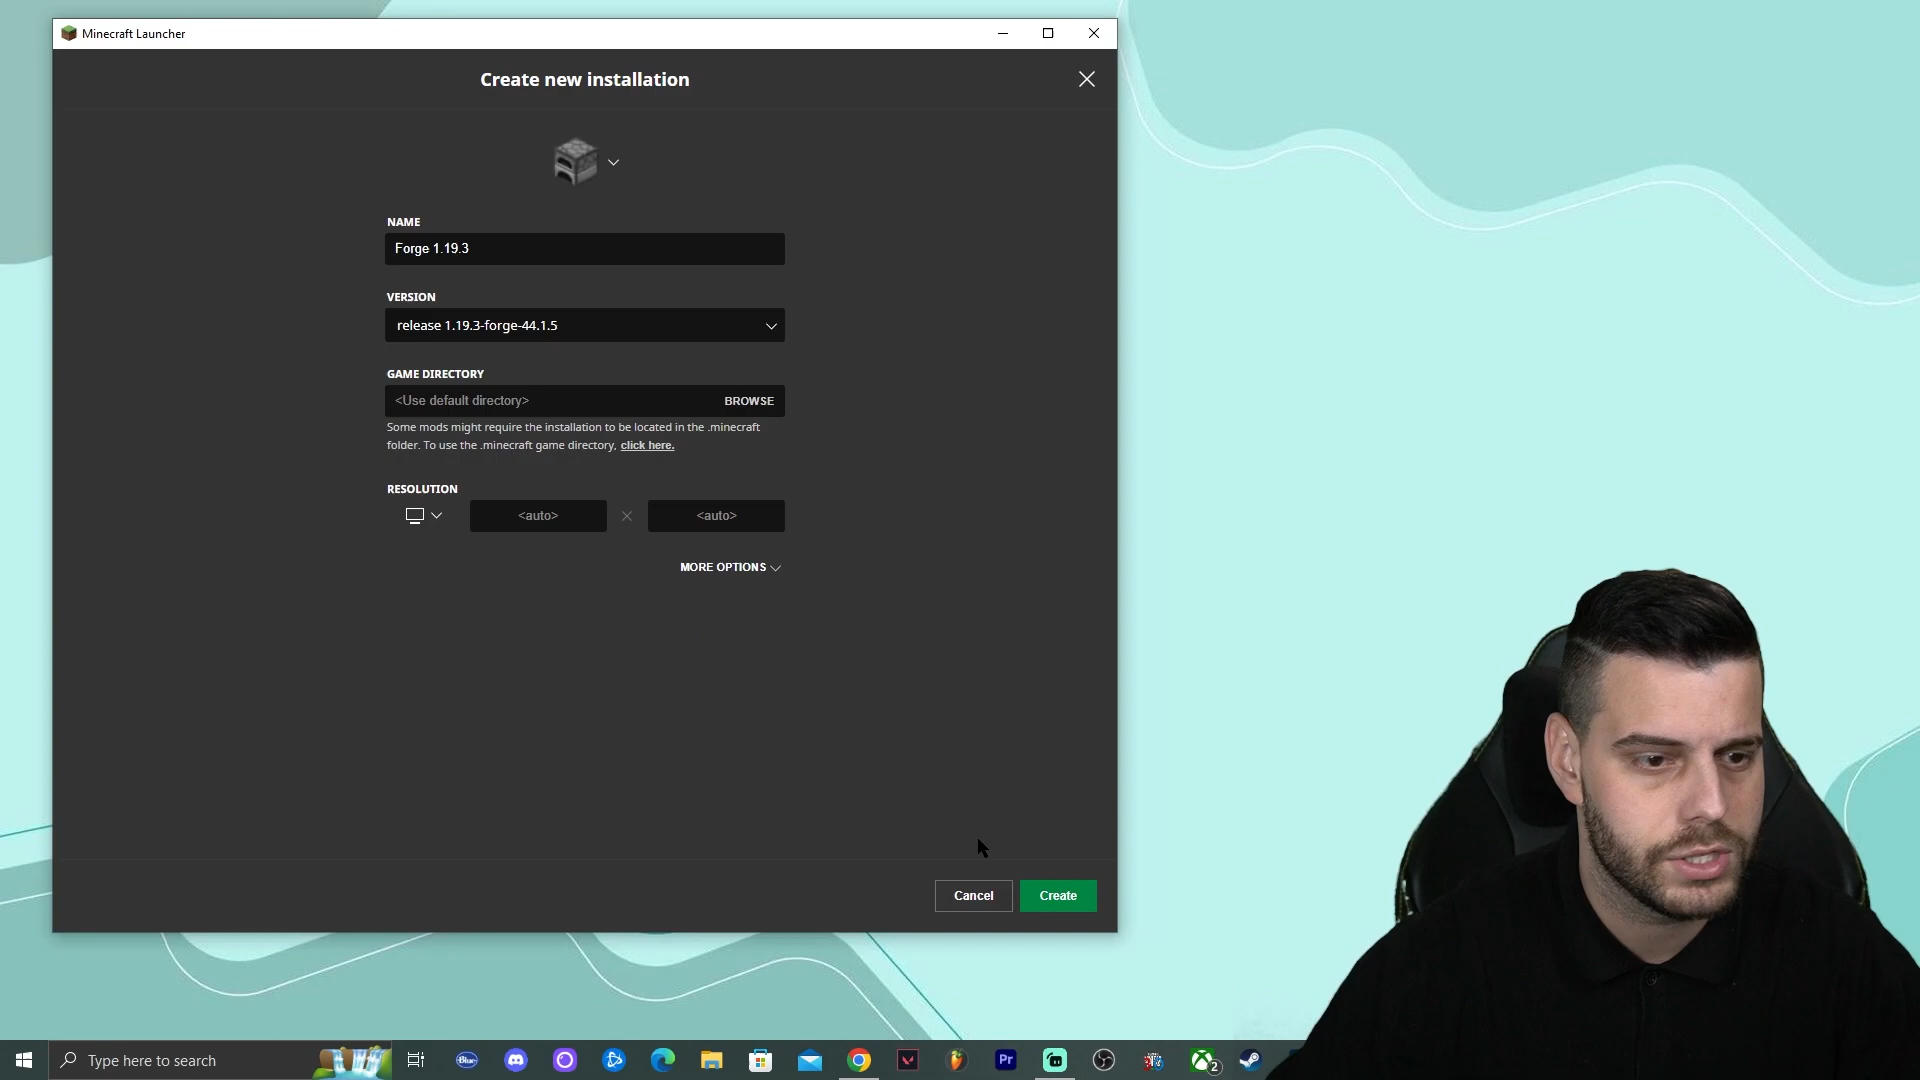 Minecraft Launcher
Create new installation
NAME
Forge 1.19.3
VERSION
release 1.19.3-forge-44.1.5
GAME DIRECTORY
<Use default directory>
BROWSE
Some mods might require the installation to be located in the .minecraft
folder. To use the .minecraft game directory, click here.
RESOLUTION
<auto>
<auto>
MORE OPTIONS
Cancel
Create
Type here to search
Blue
Pr
2